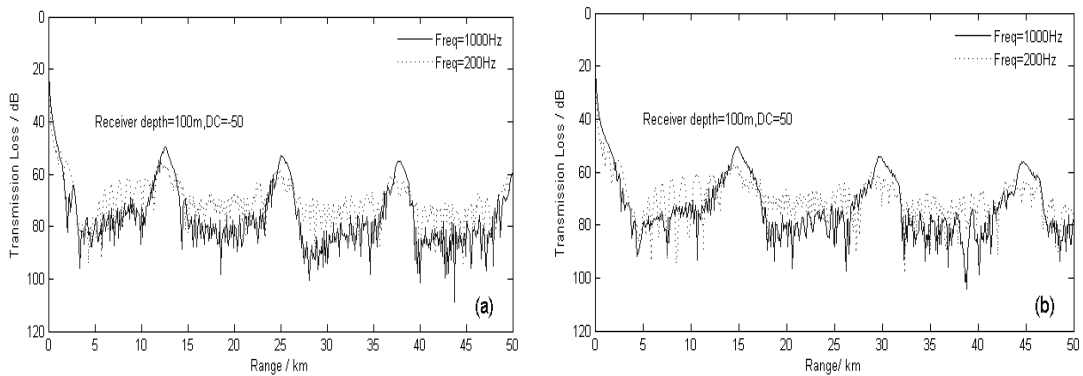 0
20
40
60
80
100
120
Transmission Loss / dB
Freq=1000Hz
Freq=200Hz
Receiver depth=100m,DC=-50
(a)
0 5 10 15 20 25 30 35 40 45 50
Range / km
0
20
40
60
80
100
120
Transmission Loss / dB
Freq=1000Hz
Freq=200Hz
Receiver depth=100m,DC=50
(b)
0 5 10 15 20 25 30 35 40 45 50
Range / km